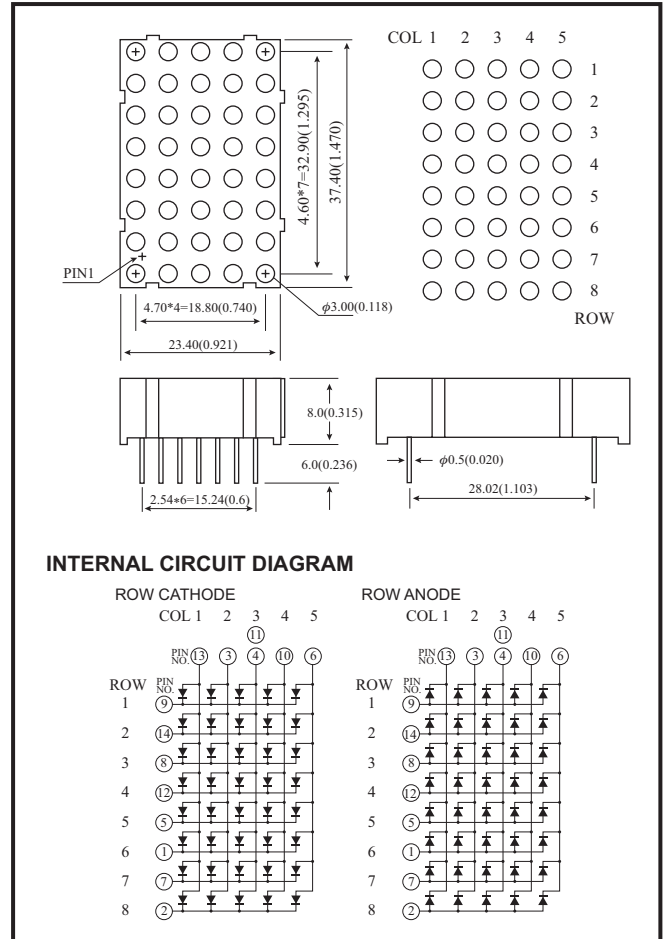 COL 1 2 3 4 5
1
2
3
4
5
6
7
8
ROW
4.60*7=32.90(1.295)
37.40(1.470)
PIN1
4.70*4=18.80(0.740)
ϕ3.00(0.118)
23.40(0.921)
8.0(0.315)
6.0(0.236)
2.54*6=15.24(0.6)
ϕ0.5(0.020)
28.02(1.103)
INTERNAL CIRCUIT DIAGRAM
ROW CATHODE
COL 1 2 3 4 5
11
PIN NO. 13 3 4 10 6
ROW PIN NO.
1 9
2 14
3 8
4 12
5 5
6 1
7 7
8 2
ROW ANODE
COL 1 2 3 4 5
11
PIN NO. 13 3 4 10 6
ROW PIN NO.
1 9
2 14
3 8
4 12
5 5
6 1
7 7
8 2